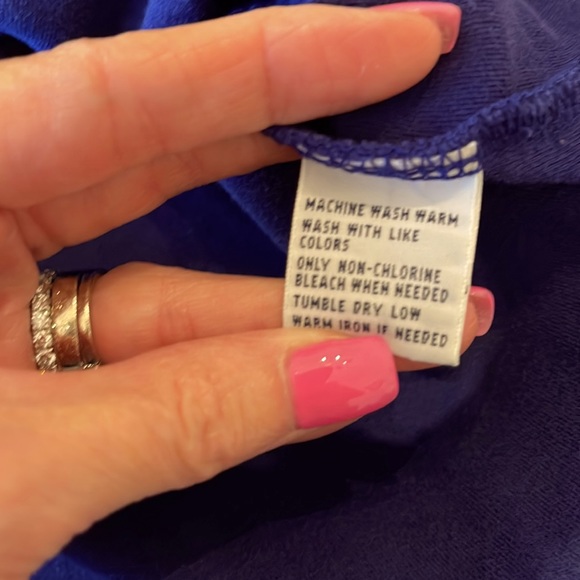 MACHINE WASH WARM
WASH WITH LIKE
COLORS
ONLY NON-CHLORINE
BLEACH WHEN NEEDED
TUMBLE DRY LOW
WARM IRON IF NEEDED